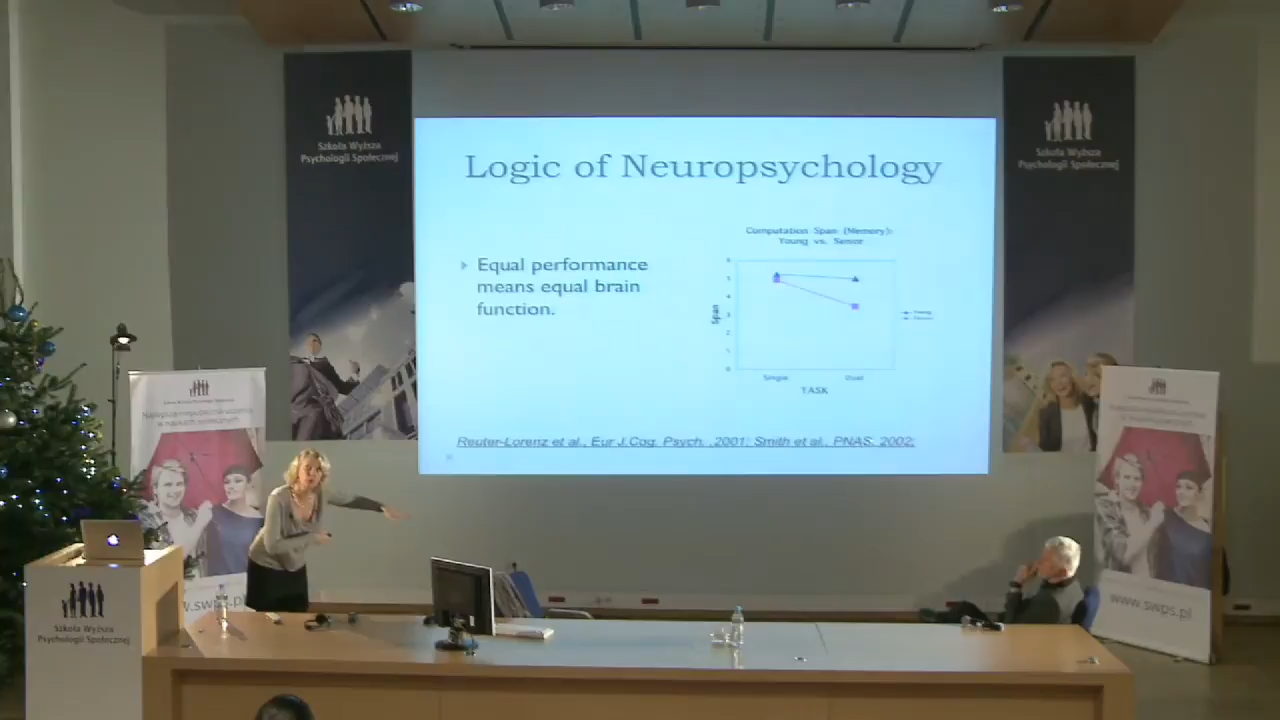 Szkoła Wyższa
Psychologii Społecznej
Szkoła Wyższa
Psychologii Społecznej
Logic of Neuropsychology
Equal performance
means equal brain
function.
Computation Span (Memory):
Young vs. Senior
Span
Single
Dual
TASK
Reuter-Lorenz et al., Eur J.Cog. Psych. ,2001; Smith et al., PNAS, 2002;
www.swps.pl
Szkoła Wyższa
Psychologii Społecznej